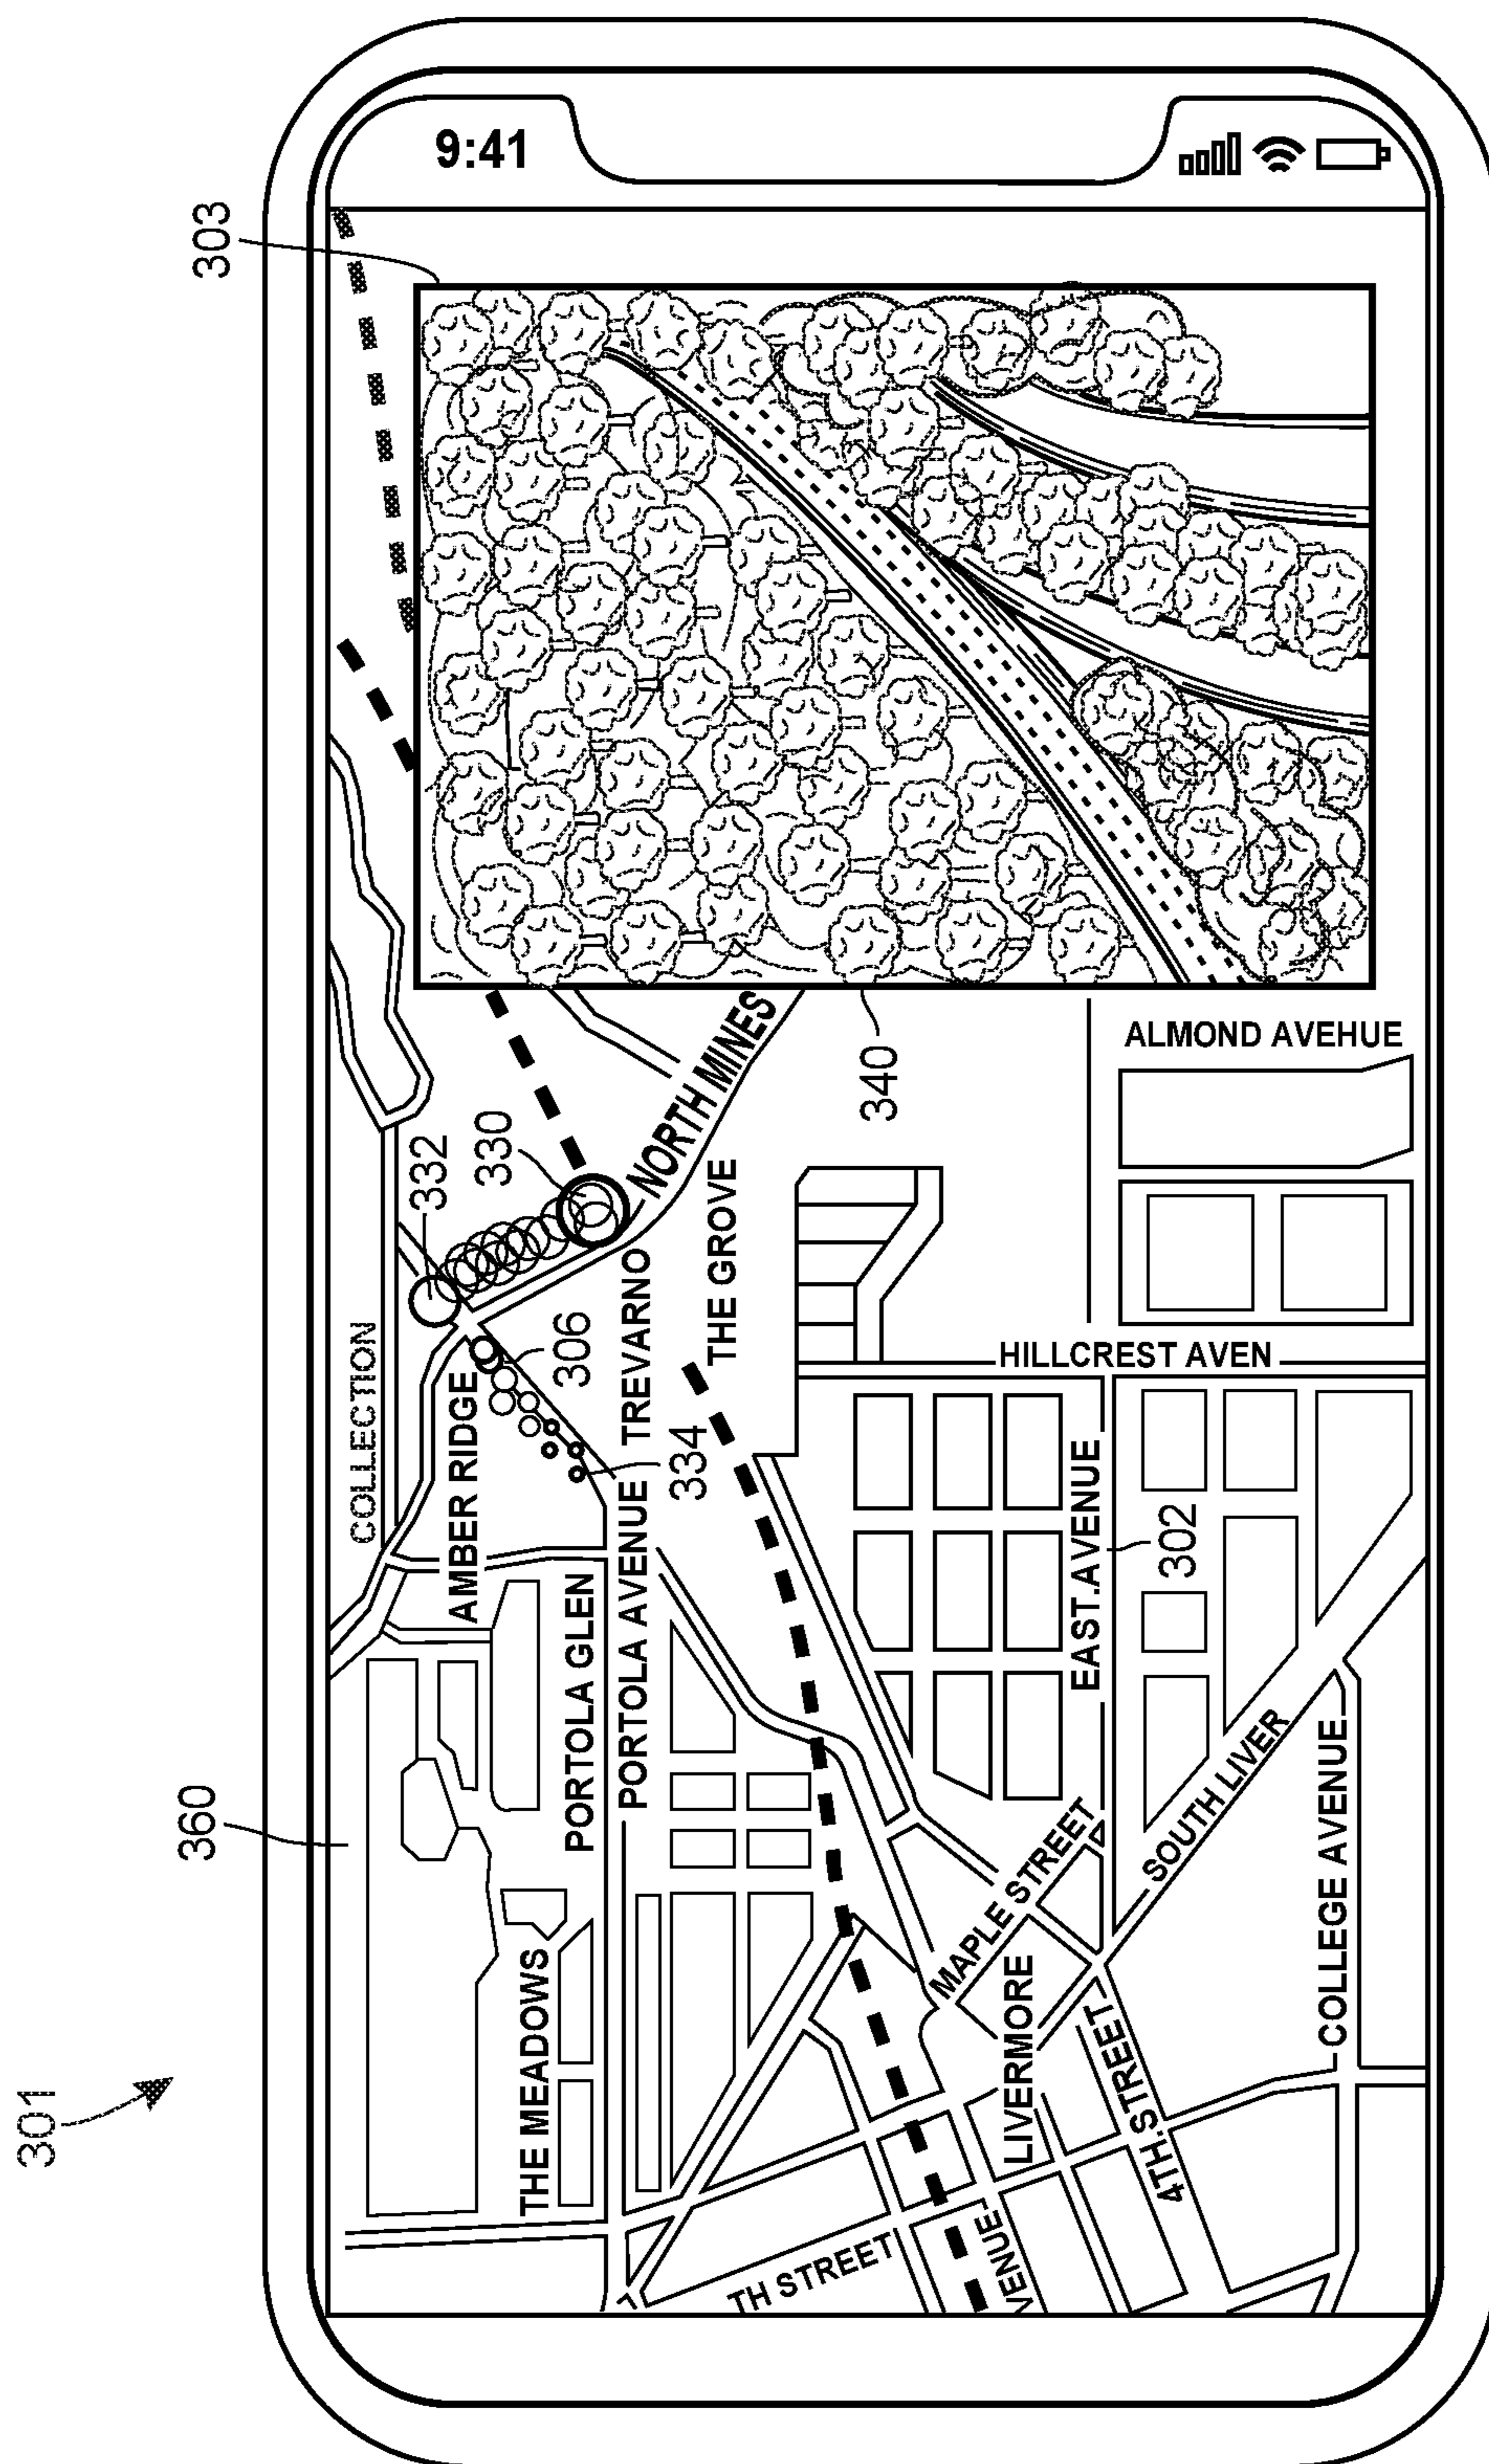 9:41
303
332
330
NORTH MINES
340
ALMOND AVEHUE
COLLECTION
AMBER RIDGE
306
TREVARNO
THE GROVE
334
HILLCREST AVEN
EAST.AVENUE
302
360
PORTOLA GLEN
PORTOLA AVENUE
THE MEADOWS
MAPLE STREET
SOUTH LIVER
COLLEGE AVENUE
LIVERMORE
4TH.STREET
TH STREET
VENUE
301